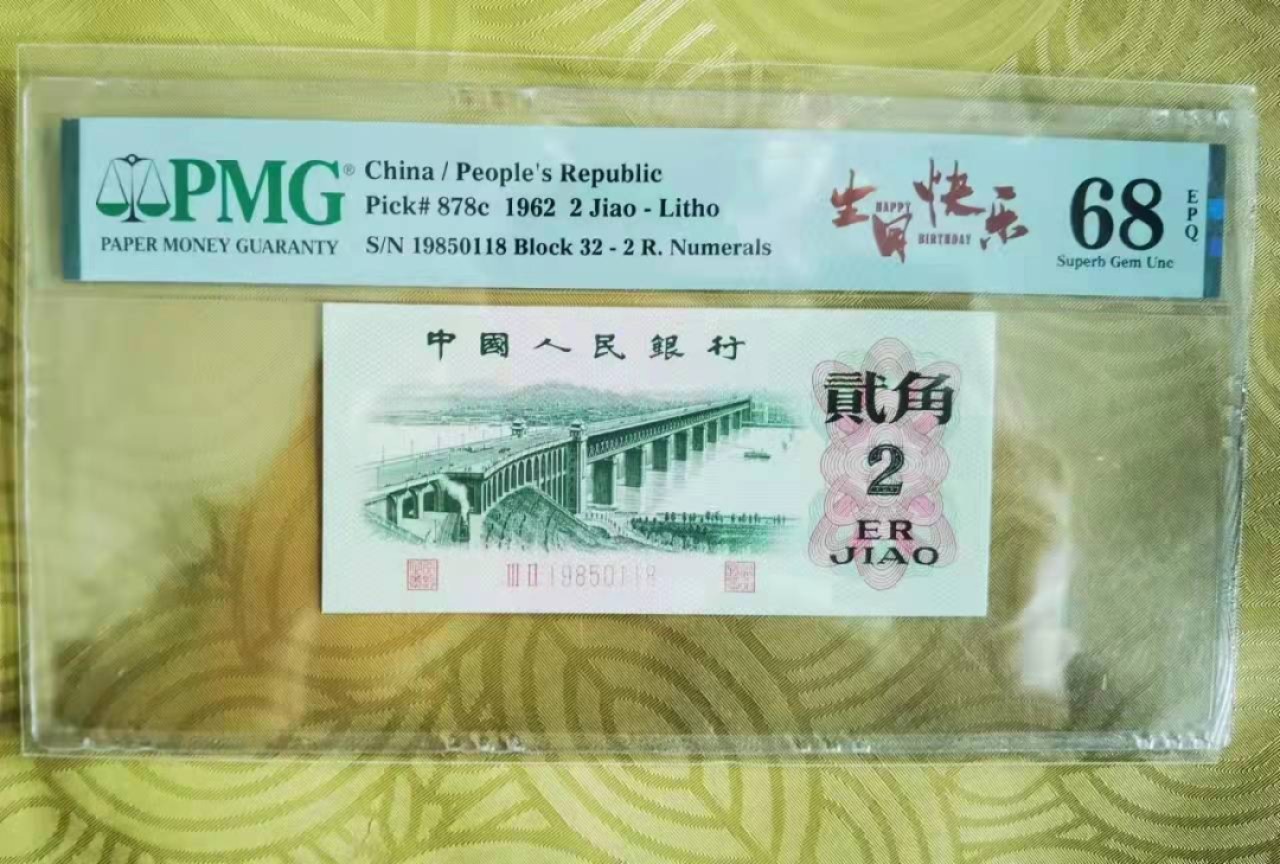 PMG®
PAPER MONEY GUARANTY
China / People's Republic
Pick# 878c 1962 2 Jiao - Litho
S/N 19850118 Block 32 - 2 R. Numerals
生日快乐
HAPPY
BIRTHDAY
68
EPQ
Superb Gem Unc
中國人民銀行
貳角
2
ER
JIAO
III II 19850118